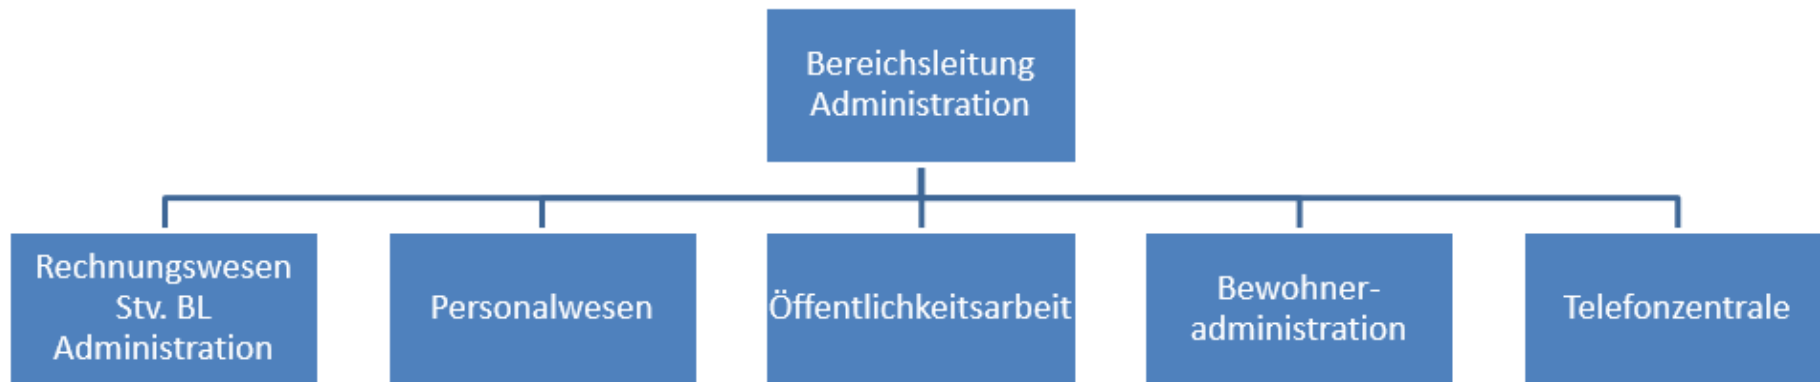 Bereichsleitung
Administration
Rechnungswesen
Stv. BL
Administration
Personalwesen
Öffentlichkeitsarbeit
Bewohner-
administration
Telefonzentrale